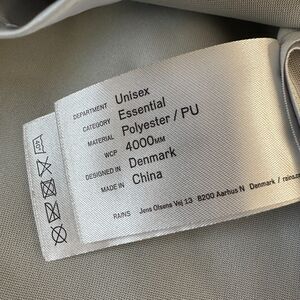 DEPARTMENT Unisex
CATEGORY Essential
MATERIAL Polyester / PU
WCP 4000MM
DESIGNED IN Denmark
MADE IN China
RAINS Jens Olsens Vej 13 8200 Aarhus N Denmark / rains.